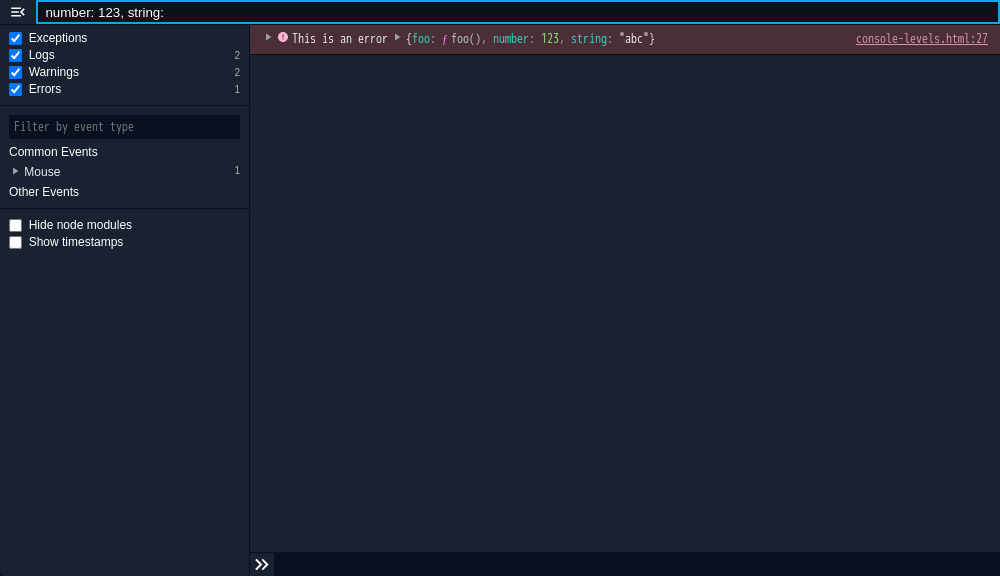 number: 123, string:
Exceptions
Logs 2
Warnings 2
Errors 1
Filter by event type
Common Events
Mouse 1
Other Events
Hide node modules
Show timestamps
This is an error {foo: ƒ foo(), number: 123, string: "abc"} console-levels.html:27